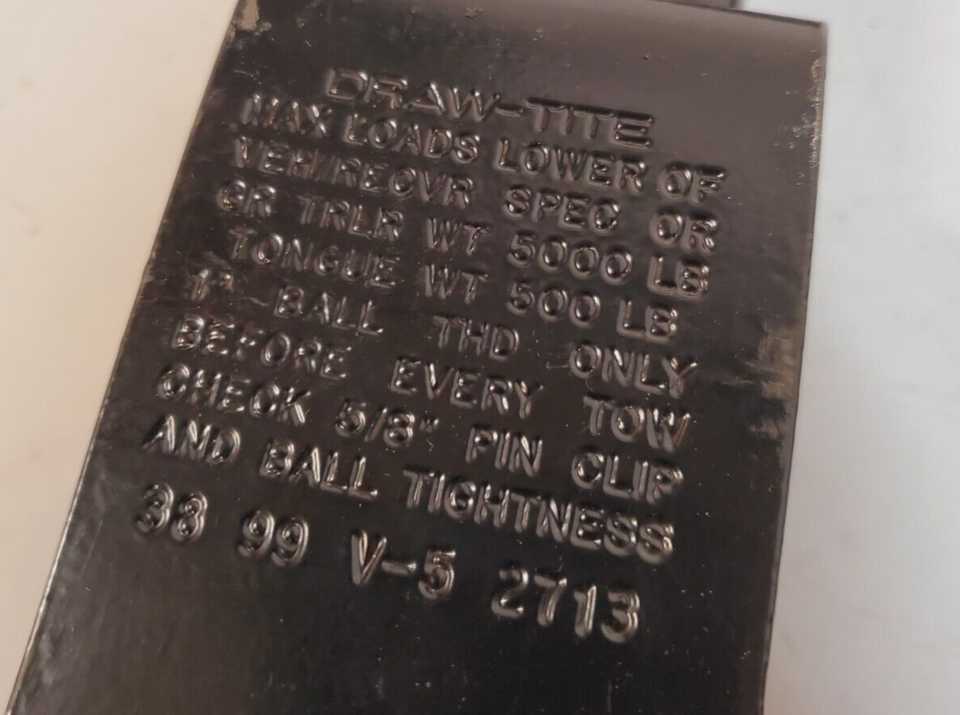 DRAW-TITE
MAX LOADS LOWER OF
VEH/RECVR SPEC OR
GR TRLR WT 5000 LB
TONGUE WT 500 LB
1" BALL THD ONLY
BEFORE EVERY TOW
CHECK 5/8" PIN CLIP
AND BALL TIGHTNESS
38 99 V-5 2713